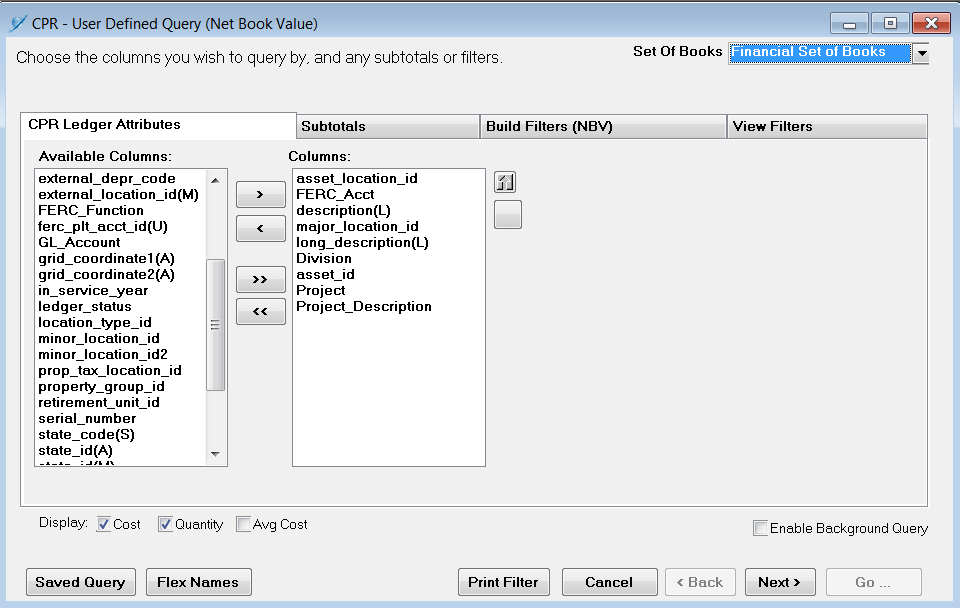 CPR - User Defined Query (Net Book Value)
Choose the columns you wish to query by, and any subtotals or filters.
Set Of Books Financial Set of Books
CPR Ledger Attributes
Subtotals
Build Filters (NBV)
View Filters
Available Columns:
external_depr_code
external_location_id(M)
FERC_Function
ferc_plt_acct_id(U)
GL_Account
grid_coordinate1(A)
grid_coordinate2(A)
in_service_year
ledger_status
location_type_id
minor_location_id
minor_location_id2
prop_tax_location_id
property_group_id
retirement_unit_id
serial_number
state_code(S)
state_id(A)
state_id(M)
>
<
>>
<<
Columns:
asset_location_id
FERC_Acct
description(L)
major_location_id
long_description(L)
Division
asset_id
Project
Project_Description
Display: Cost Quantity Avg Cost
Enable Background Query
Saved Query
Flex Names
Print Filter
Cancel
< Back
Next >
Go ...